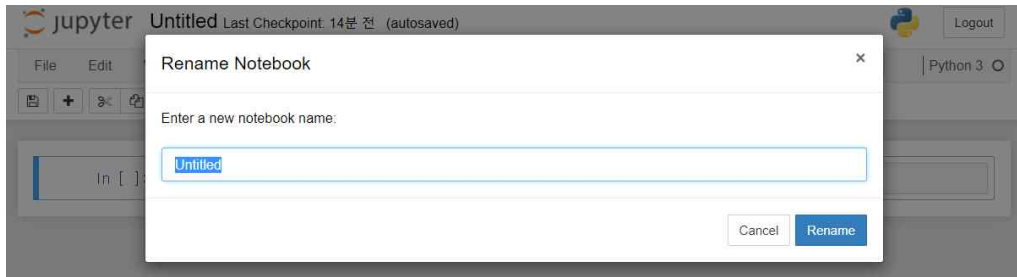 jupyter Untitled Last Checkpoint: 14분 전 (autosaved) Logout
File Edit Python 3
Rename Notebook ×
Enter a new notebook name:
Untitled
In [ ]:
Cancel Rename